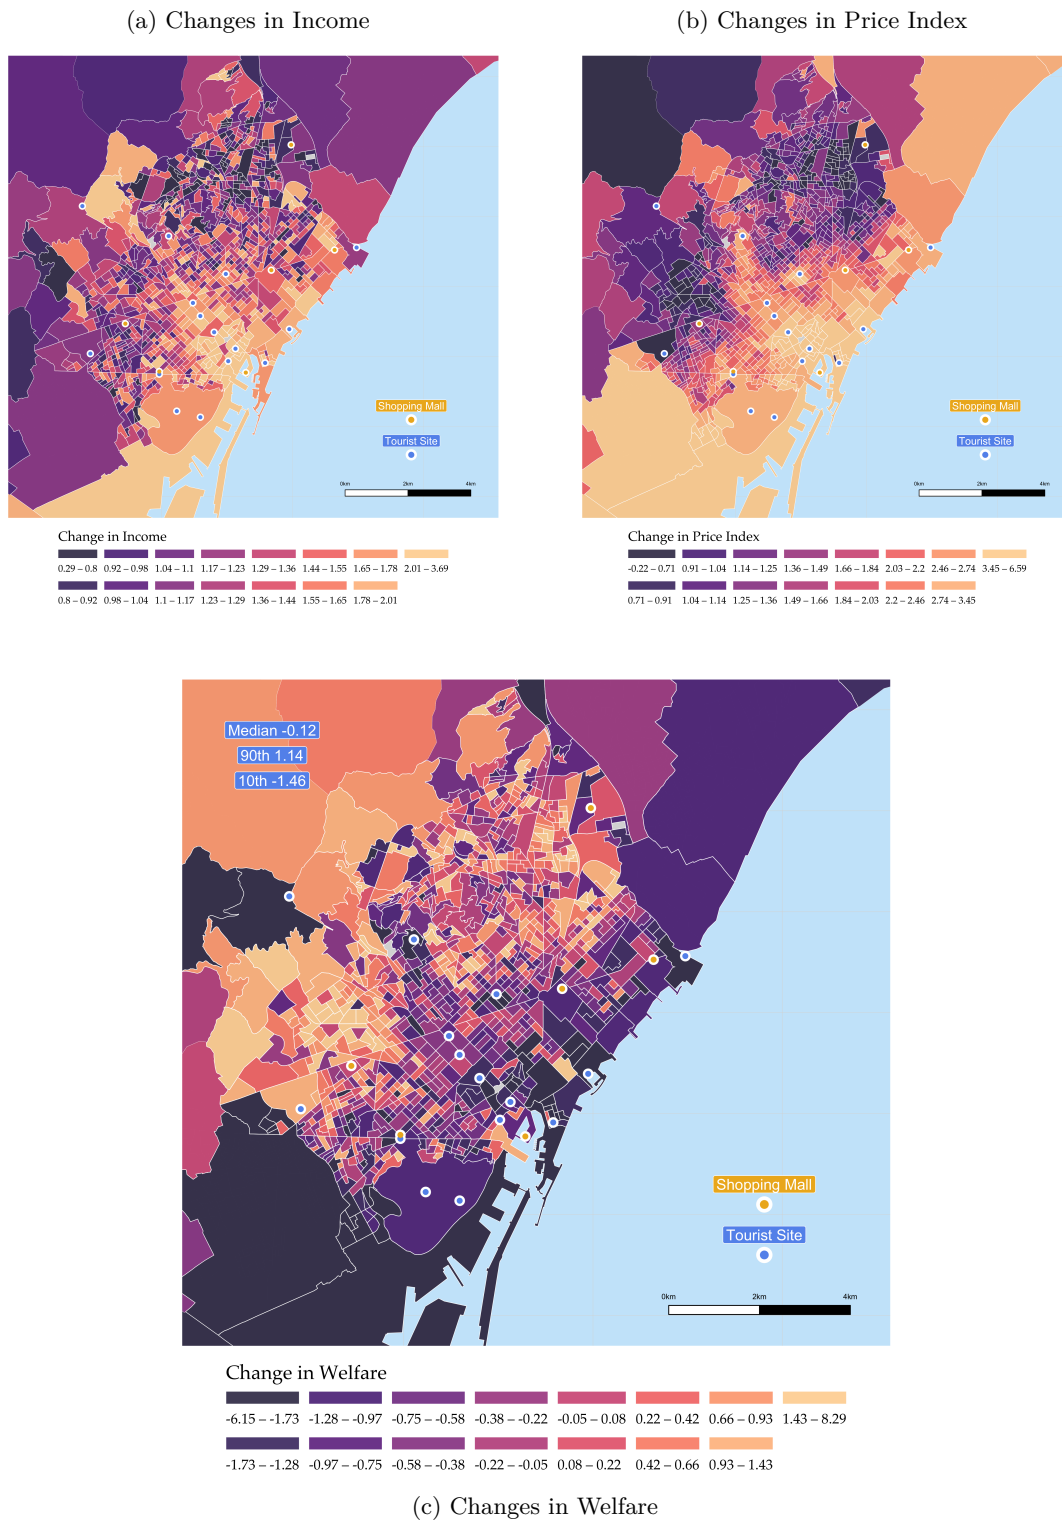 (a) Changes in Income
(b) Changes in Price Index
Shopping Mall
Tourist Site
0km 2km 4km
Shopping Mall
Tourist Site
0km 2km 4km
Change in Income
0.29 – 0.8 0.92 – 0.98 1.04 – 1.1 1.17 – 1.23 1.29 – 1.36 1.44 – 1.55 1.65 – 1.78 2.01 – 3.69
0.8 – 0.92 0.98 – 1.04 1.1 – 1.17 1.23 – 1.29 1.36 – 1.44 1.55 – 1.65 1.78 – 2.01
Change in Price Index
-0.22 – 0.71 0.91 – 1.04 1.14 – 1.25 1.36 – 1.49 1.66 – 1.84 2.03 – 2.2 2.46 – 2.74 3.45 – 6.59
0.71 – 0.91 1.04 – 1.14 1.25 – 1.36 1.49 – 1.66 1.84 – 2.03 2.2 – 2.46 2.74 – 3.45
Median -0.12
90th 1.14
10th -1.46
Shopping Mall
Tourist Site
0km 2km 4km
Change in Welfare
-6.15 – -1.73 -1.28 – -0.97 -0.75 – -0.58 -0.38 – -0.22 -0.05 – 0.08 0.22 – 0.42 0.66 – 0.93 1.43 – 8.29
-1.73 – -1.28 -0.97 – -0.75 -0.58 – -0.38 -0.22 – -0.05 0.08 – 0.22 0.42 – 0.66 0.93 – 1.43
(c) Changes in Welfare